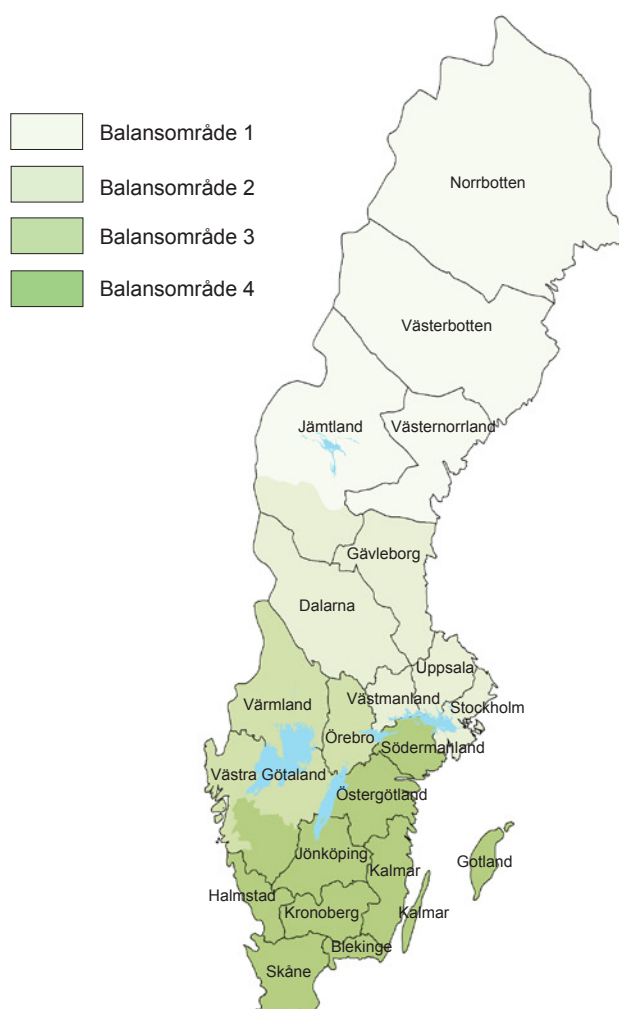 Balansområde 1
Balansområde 2
Balansområde 3
Balansområde 4
Norrbotten
Västerbotten
Jämtland
Västernorrland
Gävleborg
Dalarna
Uppsala
Västmanland
Stockholm
Värmland
Örebro
Södermanland
Västra Götaland
Östergötland
Jönköping
Gotland
Kalmar
Halmstad
Kronoberg
Kalmar
Blekinge
Skåne